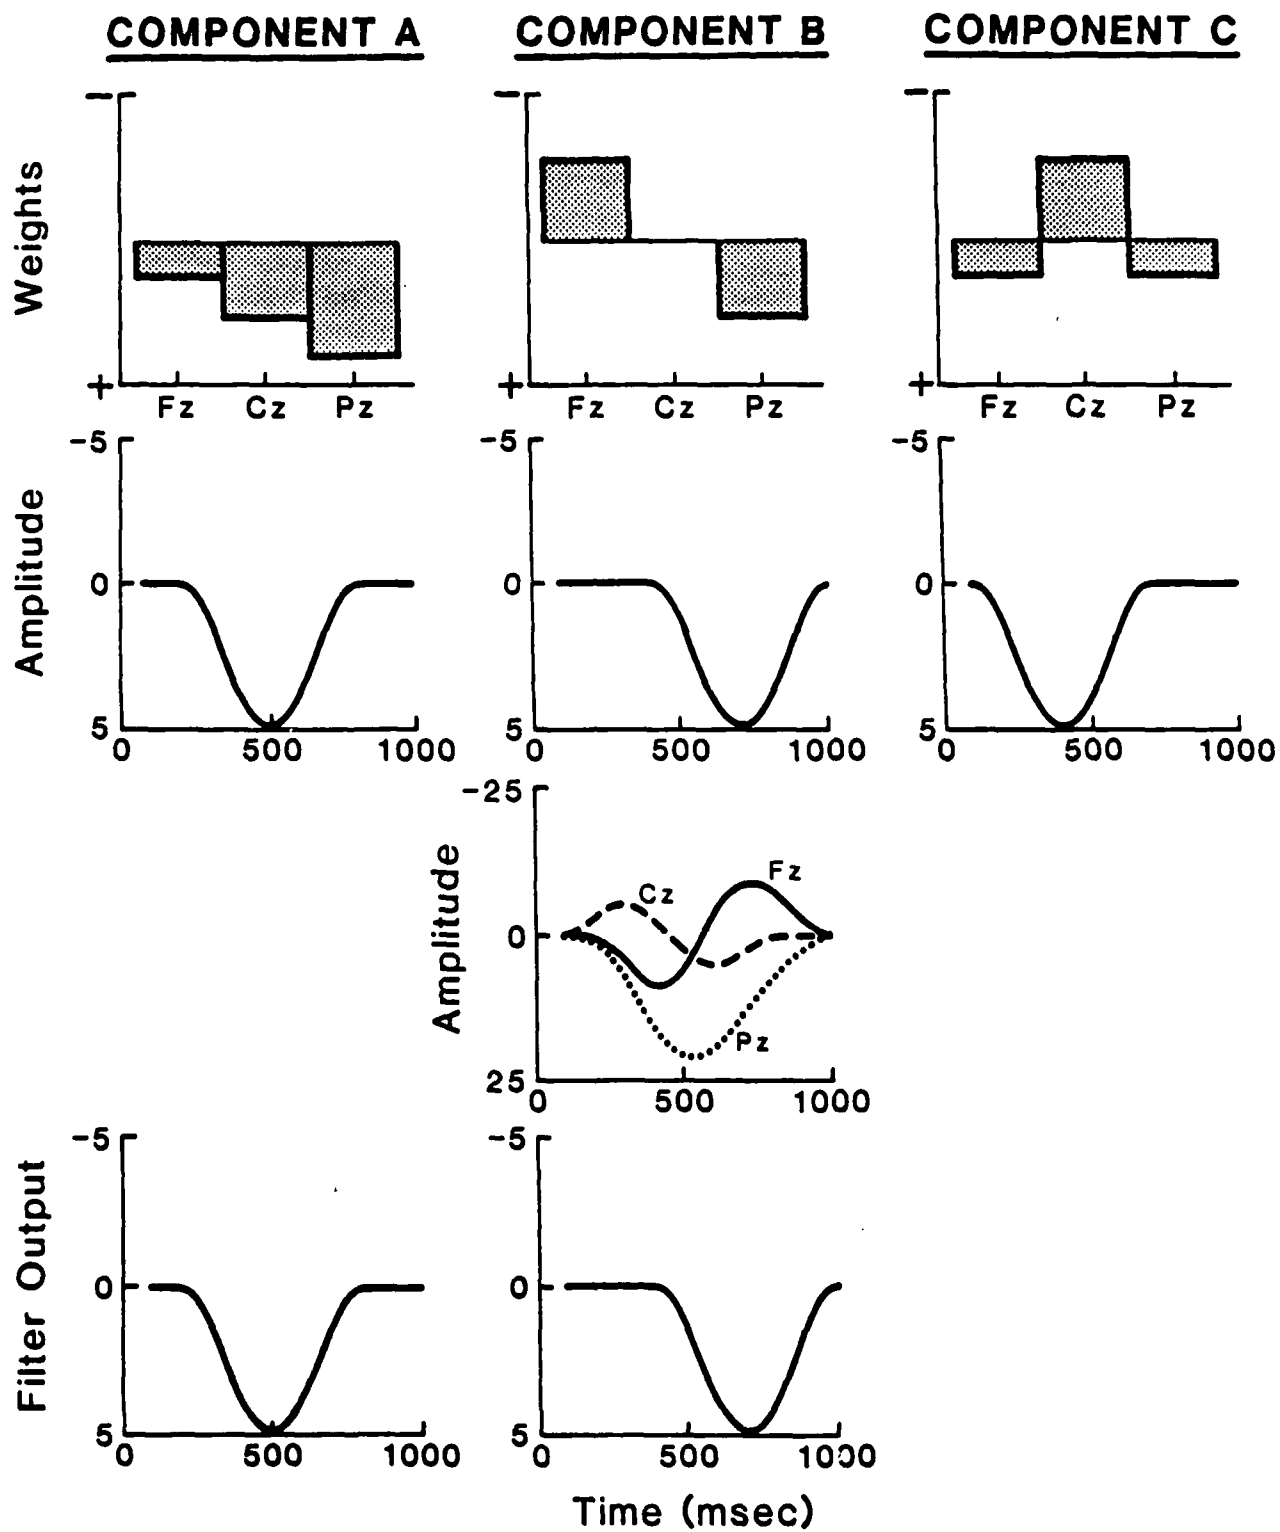 COMPONENT A COMPONENT B COMPONENT C
Weights
− − −
+ + +
Fz Cz Pz Fz Cz Pz Fz Cz Pz
Amplitude
-5 -5 -5
0 0 0
5 5 5
0 500 1000 0 500 1000 0 500 1000
Amplitude
-25
Fz
Cz
0
Pz
25
0 500 1000
Filter Output
-5 -5
0 0
5 5
0 500 1000 0 500 1000
Time (msec)